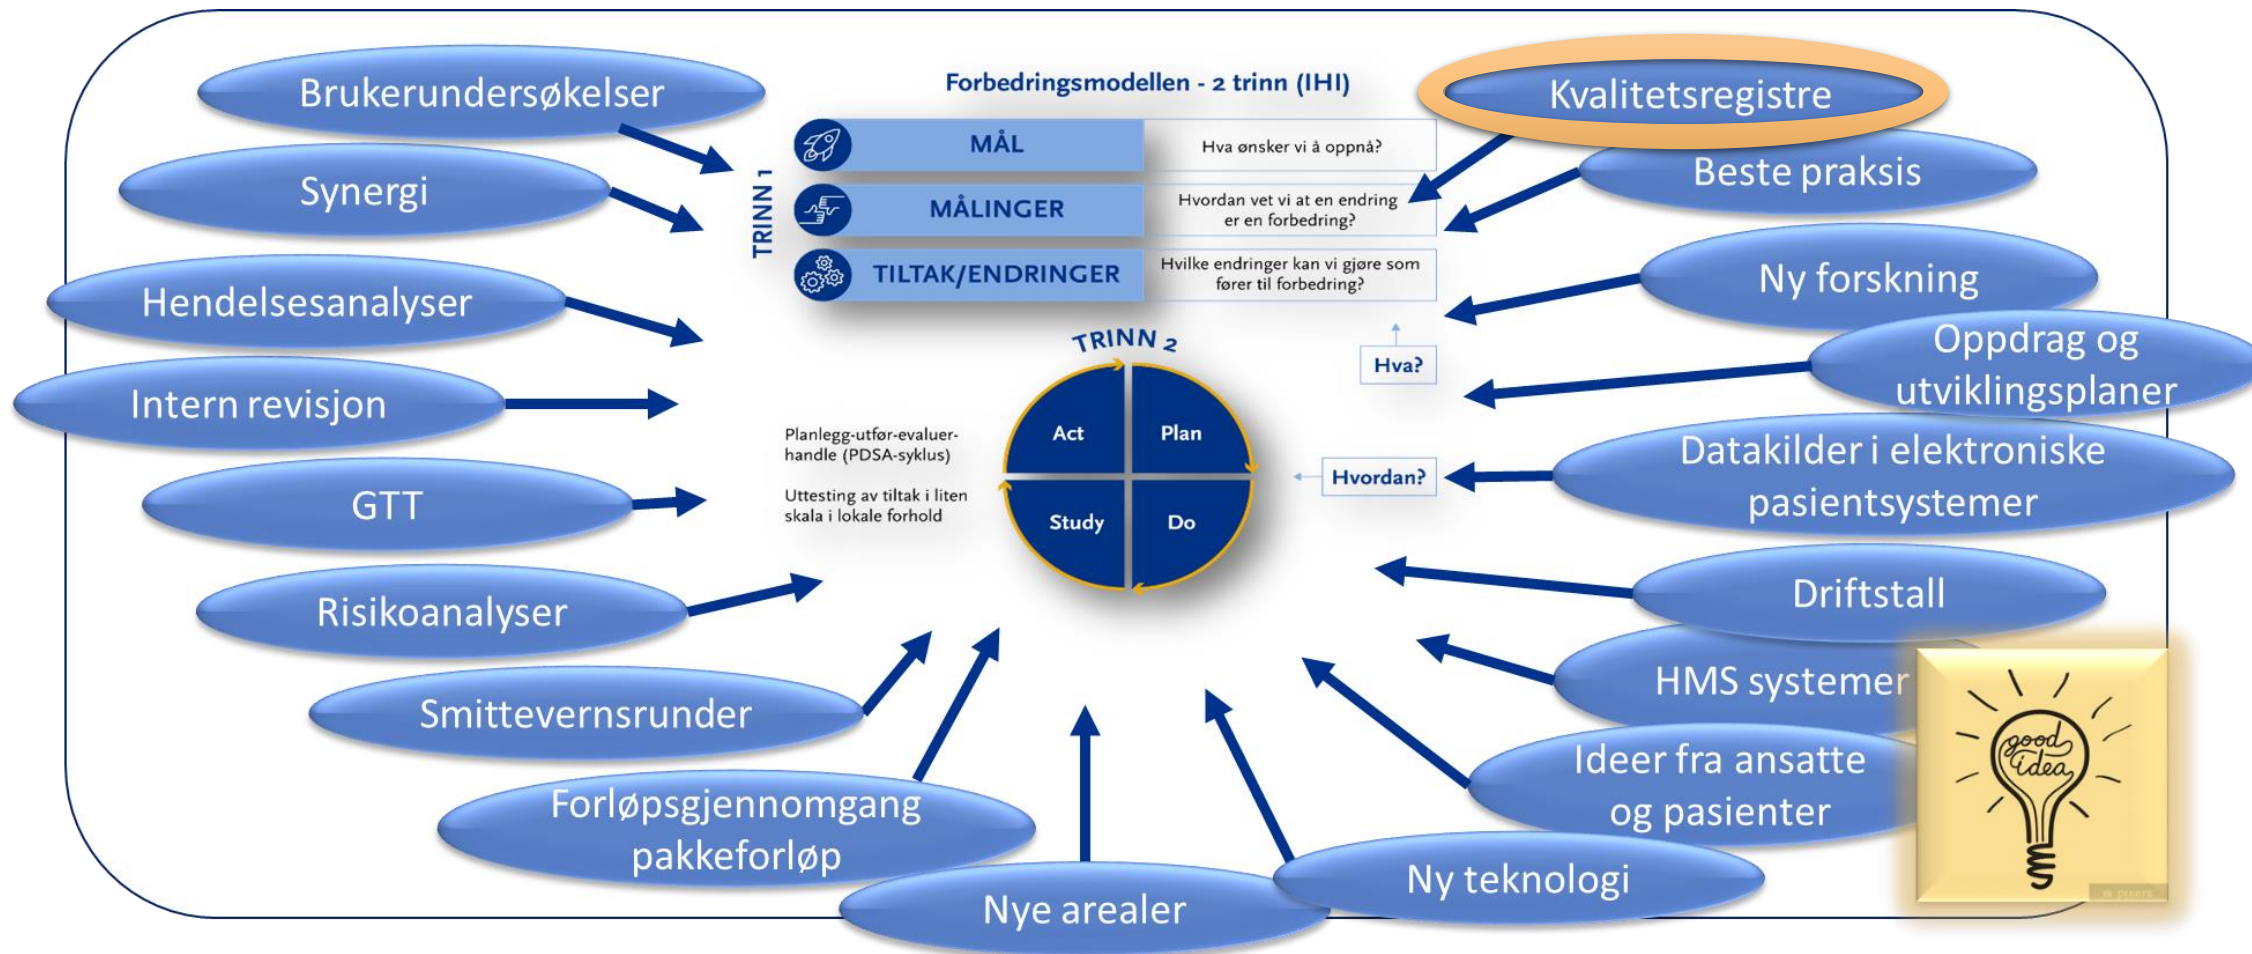 Brukerundersøkelser
Synergi
Hendelsesanalyser
Intern revisjon
GTT
Risikoanalyser
Smittevernsrunder
Forløpsgjennomgang
pakkeforløp
Nye arealer
Ny teknologi
Forbedringsmodellen - 2 trinn (IHI)
TRINN 1
MÅL
Hva ønsker vi å oppnå?
MÅLINGER
Hvordan vet vi at en endring
er en forbedring?
TILTAK/ENDRINGER
Hvilke endringer kan vi gjøre som
fører til forbedring?
TRINN 2
Hva?
Act
Plan
Study
Do
Planlegg-utfør-evaluer-
handle (PDSA-syklus)
Uttesting av tiltak i liten
skala i lokale forhold
Hvordan?
Kvalitetsregistre
Beste praksis
Ny forskning
Oppdrag og
utviklingsplaner
Datakilder i elektroniske
pasientsystemer
Driftstall
HMS systemer
Ideer fra ansatte
og pasienter
good
idea
pixers